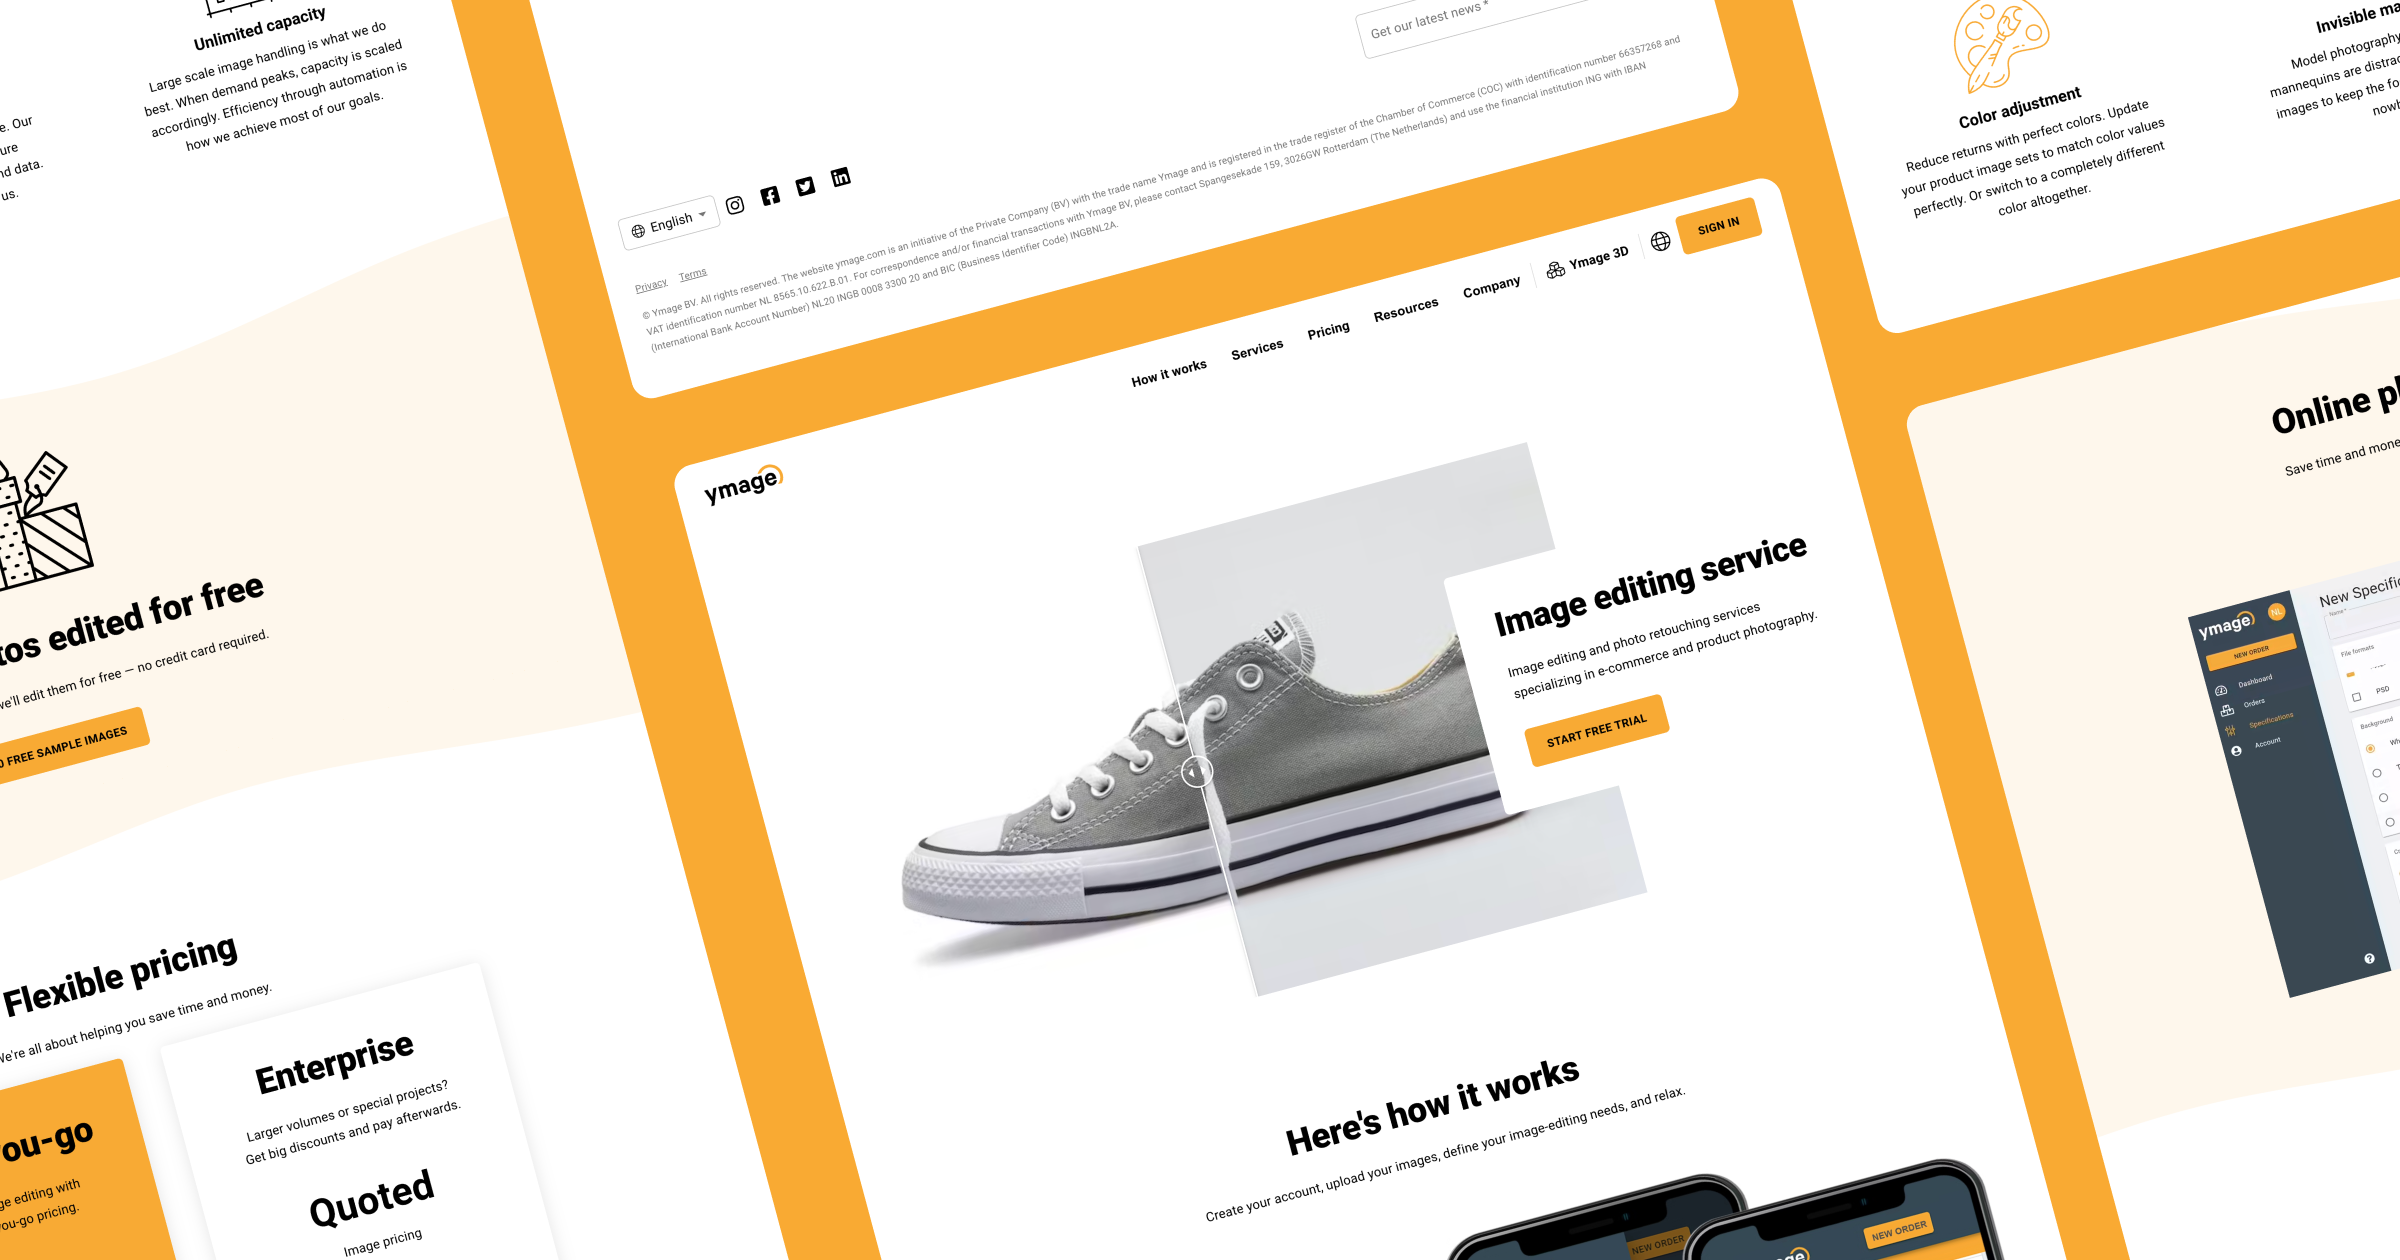 Unlimited capacity
Large scale image handling is what we do
best. When demand peaks, capacity is scaled
accordingly. Efficiency through automation is
how we achieve most of our goals.
e. Our
ure
nd data.
us.
tos edited for free
we'll edit them for free — no credit card required.
0 FREE SAMPLE IMAGES
Flexible pricing
We're all about helping you save time and money.
you-go
ge editing with
you-go pricing.
Enterprise
Larger volumes or special projects?
Get big discounts and pay afterwards.
Quoted
Image pricing
Get our latest news *
English
Privacy Terms
© Ymage BV. All rights reserved. The website ymage.com is an initiative of the Private Company (BV) with the trade name Ymage and is registered in the trade register of the Chamber of Commerce (COC) with identification number 66357268 and
VAT identification number NL 8565.10.622.B.01. For correspondence and/or financial transactions with Ymage BV, please contact Spangesekade 159, 3026GW Rotterdam (The Netherlands) and use the financial institution ING with IBAN
(International Bank Account Number) NL20 INGB 0008 3300 20 and BIC (Business Identifier Code) INGBNL2A.
ymage
How it works
Services
Pricing
Resources
Company
Ymage 3D
SIGN IN
Image editing service
Image editing and photo retouching services
specializing in e-commerce and product photography.
START FREE TRIAL
Here's how it works
Create your account, upload your images, define your image-editing needs, and relax.
NEW ORDER
NEW ORDER
Color adjustment
Reduce returns with perfect colors. Update
your product image sets to match color values
perfectly. Or switch to a completely different
color altogether.
Invisible ma
Model photography
mannequins are distrac
images to keep the fo
nowh
Online pl
Save time and mone
ymage
NL
NEW ORDER
Dashboard
Orders
Specifications
Account
New Specific
Name *
File formats
PSD
Background
Wh